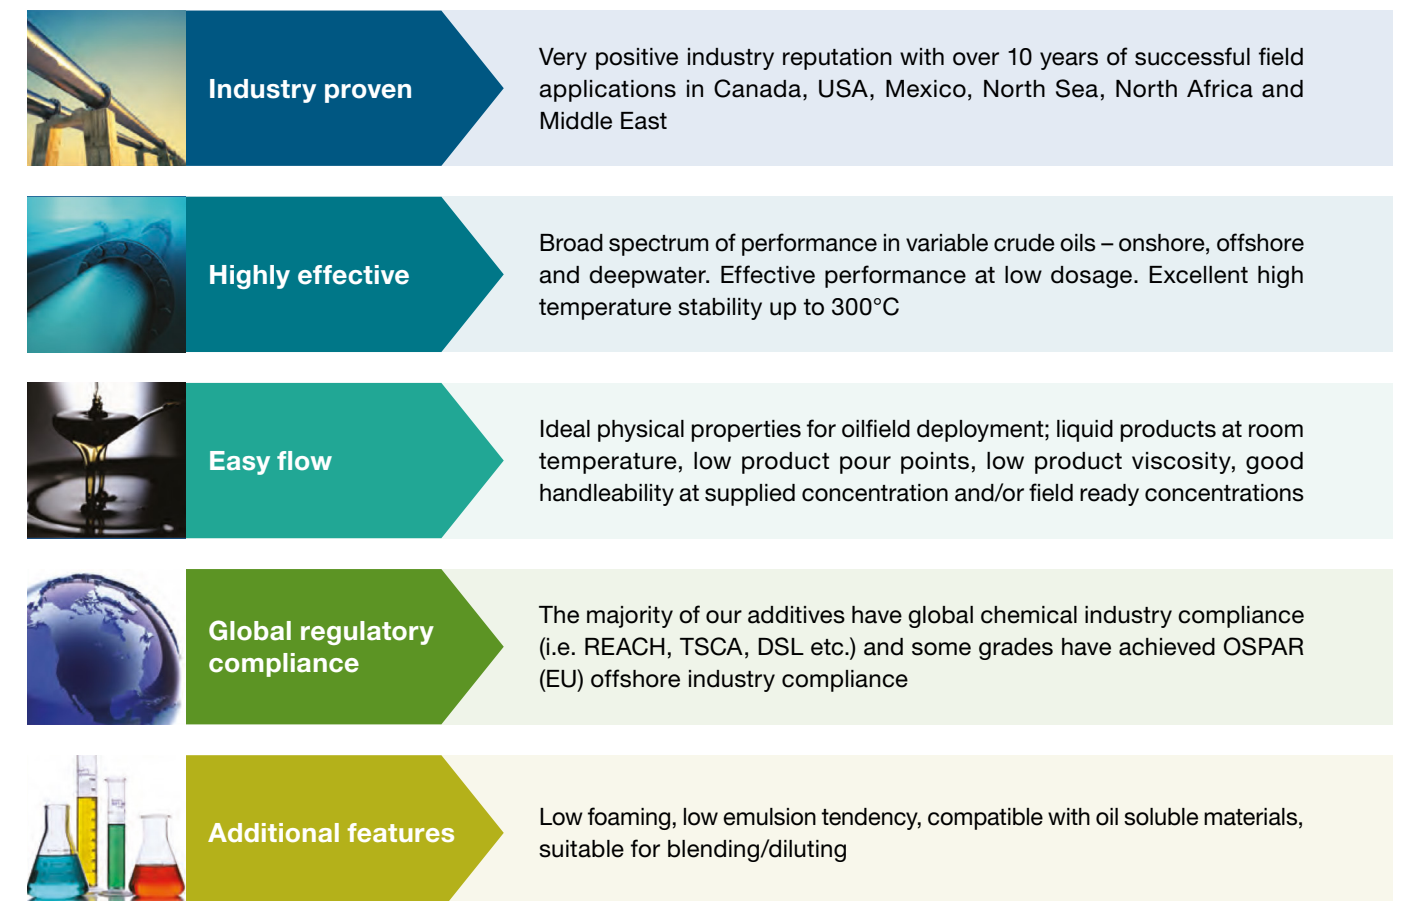 Industry proven
Very positive industry reputation with over 10 years of successful field
applications in Canada, USA, Mexico, North Sea, North Africa and
Middle East
Highly effective
Broad spectrum of performance in variable crude oils – onshore, offshore
and deepwater. Effective performance at low dosage. Excellent high
temperature stability up to 300°C
Easy flow
Ideal physical properties for oilfield deployment; liquid products at room
temperature, low product pour points, low product viscosity, good
handleability at supplied concentration and/or field ready concentrations
Global regulatory
compliance
The majority of our additives have global chemical industry compliance
(i.e. REACH, TSCA, DSL etc.) and some grades have achieved OSPAR
(EU) offshore industry compliance
Additional features
Low foaming, low emulsion tendency, compatible with oil soluble materials,
suitable for blending/diluting